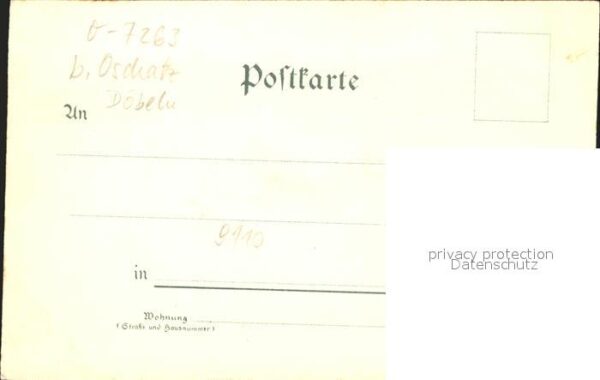 O-7263
b. Oschatz
Döbeln
Postkarte
An
9110
privacy protection
Datenschutz
in
Wohnung
(Straße und Hausnummer)